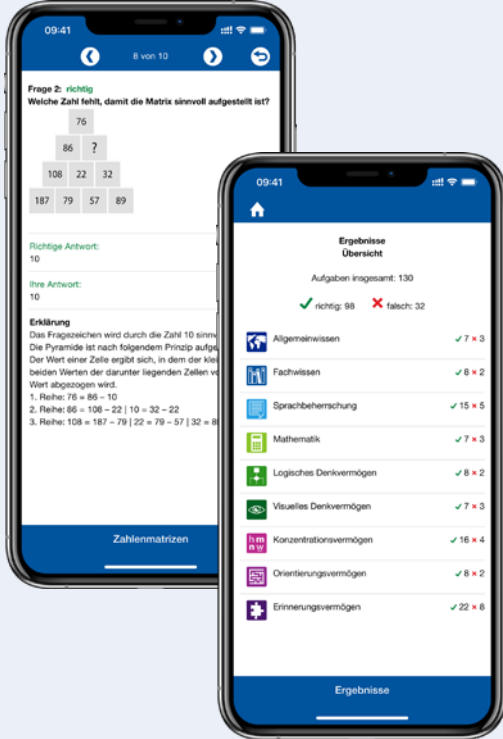 09:41
8 von 10
Frage 2: richtig
Welche Zahl fehlt, damit die Matrix sinnvoll aufgestellt ist?
76
86 ?
108 22 32
187 79 57 89
Richtige Antwort:
10
Ihre Antwort:
10
Erklärung
Das Fragezeichen wird durch die Zahl 10
Die Pyramide ist nach folgendem Prinzip
Der Wert einer Zelle ergibt sich, in dem der
beiden Werten der darunter liegenden Zellen
Wert abgezogen wird.
1. Reihe: 76 = 86 – 10
2. Reihe: 86 = 108 – 22 | 10 = 32 – 22
3. Reihe: 108 = 187 – 79 | 22 = 79 – 57 | 32 =
Zahlenmatrizen
09:41
Ergebnisse
Übersicht
Aufgaben insgesamt: 130
✓ richtig: 98 ✗ falsch: 32
Allgemeinwissen ✓ 7 × 3
Fachwissen ✓ 8 × 2
Sprachbeherrschung ✓ 15 × 5
Mathematik ✓ 7 × 3
Logisches Denkvermögen ✓ 8 × 2
Visuelles Denkvermögen ✓ 7 × 3
hm nw Konzentrationsvermögen ✓ 16 × 4
Orientierungsvermögen ✓ 8 × 2
Erinnerungsvermögen ✓ 22 × 8
Ergebnisse